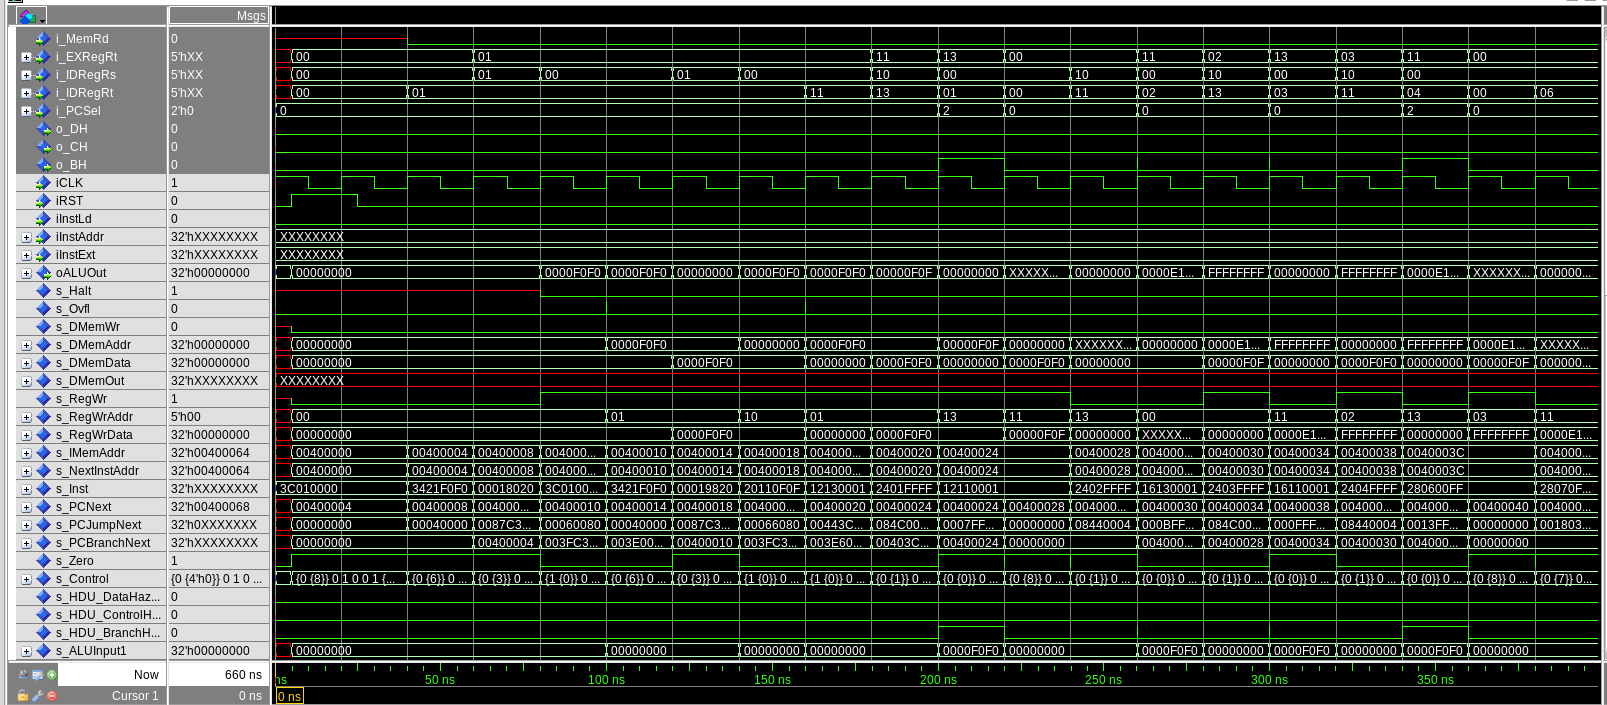 Msgs
i_MemRd 0
i_EXRegRt 5'hXX 00 01 11 13 00 11 02 13 03 11 00
i_IDRegRs 5'hXX 00 01 00 01 00 10 00 10 00 10 00 10 00
i_IDRegRt 5'hXX 00 01 11 13 01 00 11 02 13 03 11 04 00 06
i_PCSel 2'h0 0 2 0 0 0 2 0
o_DH 0
o_CH 0
o_BH 0
iCLK 1
iRST 0
iInstLd 0
iInstAddr 32'hXXXXXXXX XXXXXXXX
iInstExt 32'hXXXXXXXX XXXXXXXX
oALUOut 32'h00000000 00000000 0000F0F0 0000F0F0 00000000 0000F0F0 0000F0F0 00000F0F 00000000 XXXXX... 00000000 0000E1... FFFFFFFF 00000000 FFFFFFFF 0000E1... XXXXXX... 000000...
s_Halt 1
s_Ovfl 0
s_DMemWr 0
s_DMemAddr 32'h00000000 00000000 0000F0F0 00000000 0000F0F0 00000F0F 00000000 XXXXXX... 00000000 0000E1... FFFFFFFF 00000000 FFFFFFFF 0000E1... XXXXX...
s_DMemData 32'h00000000 00000000 0000F0F0 00000000 0000F0F0 00000000 0000F0F0 00000000 00000F0F 00000000 0000F0F0 00000000 00000F0F 000000...
s_DMemOut 32'hXXXXXXXX XXXXXXXX
s_RegWr 1
s_RegWrAddr 5'h00 00 01 10 01 13 11 13 00 11 02 13 03 11
s_RegWrData 32'h00000000 00000000 0000F0F0 00000000 0000F0F0 00000F0F 00000000 XXXXX... 00000000 0000E1... FFFFFFFF 00000000 FFFFFFFF 0000E1...
s_IMemAddr 32'h00400064 00400000 00400004 00400008 004000... 00400010 00400014 00400018 004000... 00400020 00400024 00400028 004000... 00400030 00400034 00400038 0040003C 004000...
s_NextInstAddr 32'h00400064 00400000 00400004 00400008 004000... 00400010 00400014 00400018 004000... 00400020 00400024 00400028 004000... 00400030 00400034 00400038 0040003C 004000...
s_Inst 32'hXXXXXXXX 3C010000 3421F0F0 00018020 3C0100... 3421F0F0 00019820 20110F0F 12130001 2401FFFF 12110001 2402FFFF 16130001 2403FFFF 16110001 2404FFFF 280600FF 28070F...
s_PCNext 32'h00400068 00400004 00400008 004000... 00400010 00400014 00400018 004000... 00400020 00400024 00400024 00400028 004000... 00400030 00400034 00400038 004000... 00400040 004000...
s_PCJumpNext 32'h0XXXXXXX 00000000 00040000 0087C3... 00060080 00040000 0087C3... 00066080 00443C... 084C00... 0007FF... 00000000 08440004 000BFF... 084C00... 000FFF... 08440004 0013FF... 00000000 001803...
s_PCBranchNext 32'hXXXXXXXX 00000000 00400004 003FC3... 003E00... 00400010 003FC3... 003E60... 00403C... 00400024 00000000 004000... 00400028 00400034 00400030 004000... 00000000
s_Zero 1
s_Control {0 {4'h0}} 0 1 0 ... {0 {8}} 0 1 0 0 1 {... {0 {6}} 0 ... {0 {3}} 0 ... {1 {0}} 0 ... {0 {6}} 0 ... {0 {3}} 0 ... {1 {0}} 0 ... {1 {0}} 0 ... {0 {1}} 0 ... {0 {0}} 0 ... {0 {8}} 0 ... {0 {1}} 0 ... {0 {0}} 0 ... {0 {1}} 0 ... {0 {0}} 0 ... {0 {1}} 0 ... {0 {0}} 0 ... {0 {8}} 0 ... {0 {7}} 0...
s_HDU_DataHaz... 0
s_HDU_ControlH... 0
s_HDU_BranchH... 0
s_ALUInput1 32'h00000000 00000000 00000000 00000000 00000000 0000F0F0 00000000 0000F0F0 00000000 0000F0F0 00000000 0000F0F0 00000000
Now 660 ns ns 50 ns 100 ns 150 ns 200 ns 250 ns 300 ns 350 ns
Cursor 1 0 ns 0 ns